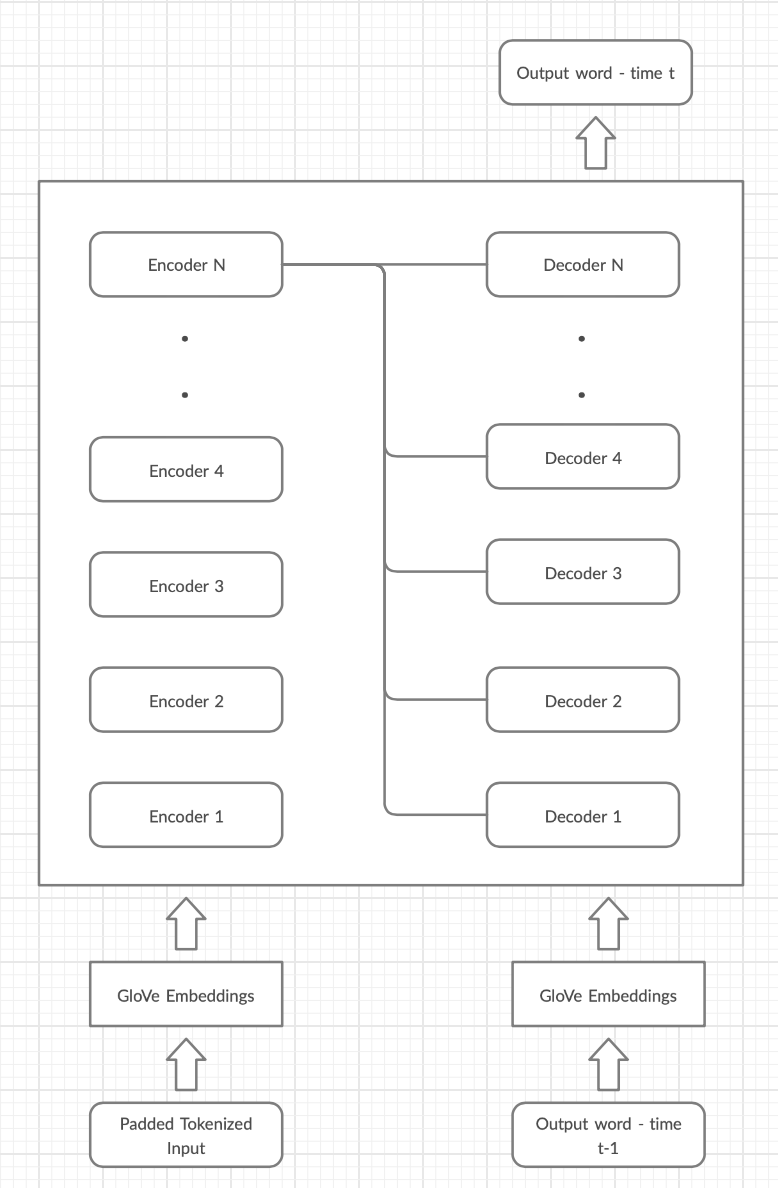 Output word - time t
Encoder N
Decoder N
Encoder 4
Decoder 4
Encoder 3
Decoder 3
Encoder 2
Decoder 2
Encoder 1
Decoder 1
GloVe Embeddings
GloVe Embeddings
Padded Tokenized
Input
Output word - time
t-1